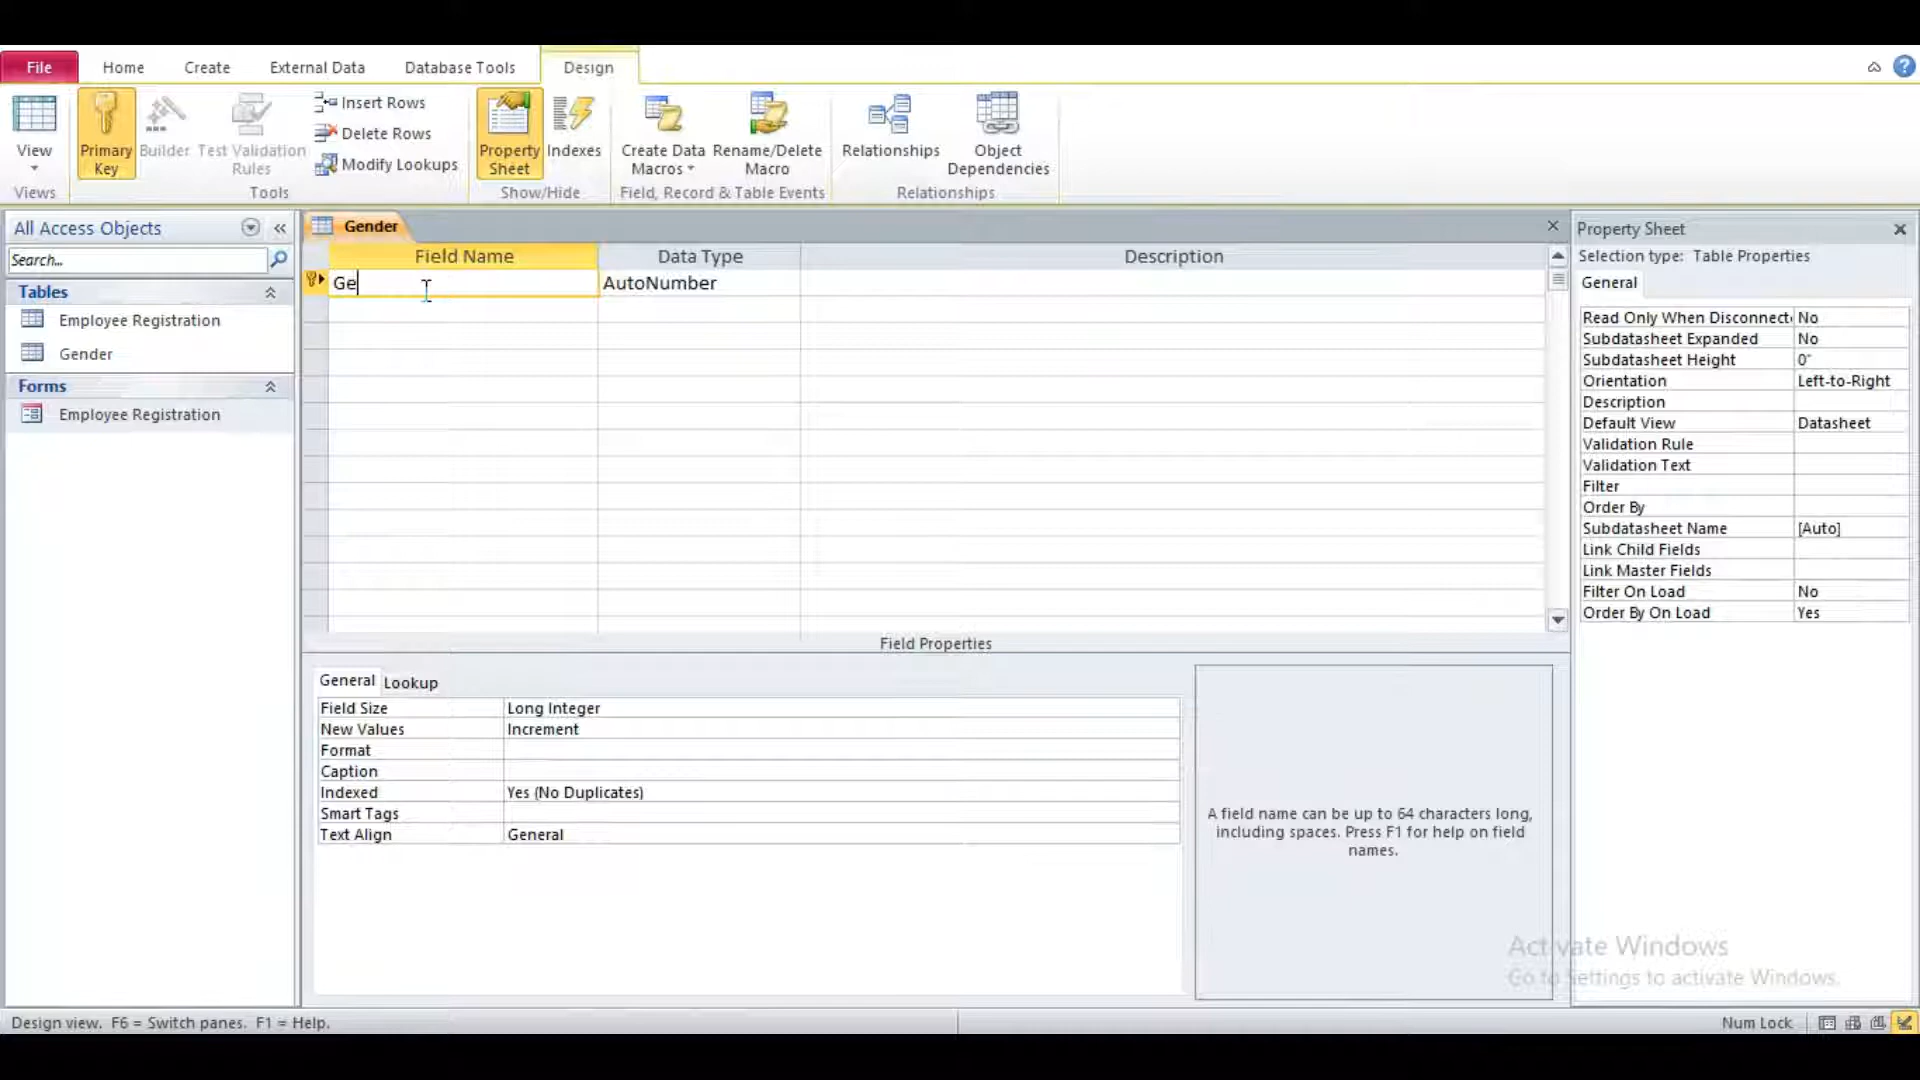 File Home Create External Data Database Tools Design
View
Views
Primary Key
Builder
Test Validation Rules
Insert Rows
Delete Rows
Modify Lookups
Tools
Property Sheet
Indexes
Show/Hide
Create Data Macros
Rename/Delete Macro
Field, Record & Table Events
Relationships
Object Dependencies
Relationships
All Access Objects
Search...
Tables
Employee Registration
Gender
Forms
Employee Registration
Gender
Field Name Data Type Description
Ge AutoNumber
Field Properties
General Lookup
Field Size Long Integer
New Values Increment
Format
Caption
Indexed Yes (No Duplicates)
Smart Tags
Text Align General
A field name can be up to 64 characters long,
including spaces. Press F1 for help on field
names.
Property Sheet
Selection type: Table Properties
General
Read Only When Disconnect No
Subdatasheet Expanded No
Subdatasheet Height 0"
Orientation Left-to-Right
Description
Default View Datasheet
Validation Rule
Validation Text
Filter
Order By
Subdatasheet Name [Auto]
Link Child Fields
Link Master Fields
Filter On Load No
Order By On Load Yes
Activate Windows
Go to Settings to activate Windows.
Design view. F6 = Switch panes. F1 = Help. Num Lock